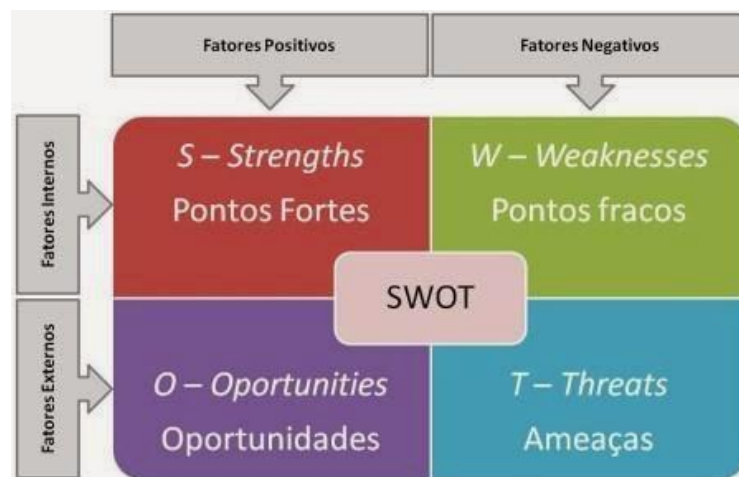 Fatores Positivos
Fatores Negativos
Fatores Internos
S – Strengths
Pontos Fortes
W – Weaknesses
Pontos fracos
SWOT
Fatores Externos
O – Oportunities
Oportunidades
T – Threats
Ameaças